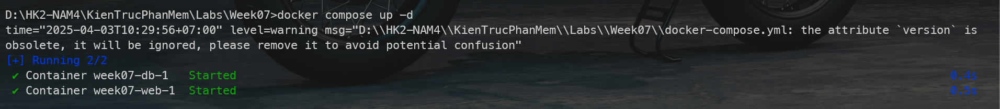 D:\HK2-NAM4\KienTrucPhanMem\Labs\Week07>docker compose up -d
time="2025-04-03T10:29:56+07:00" level=warning msg="D:\\HK2-NAM4\\KienTrucPhanMem\\Labs\\Week07\\docker-compose.yml: the attribute `version` is
obsolete, it will be ignored, please remove it to avoid potential confusion"
[+] Running 2/2
✔ Container week07-db-1   Started   0.4s
✔ Container week07-web-1  Started   0.5s